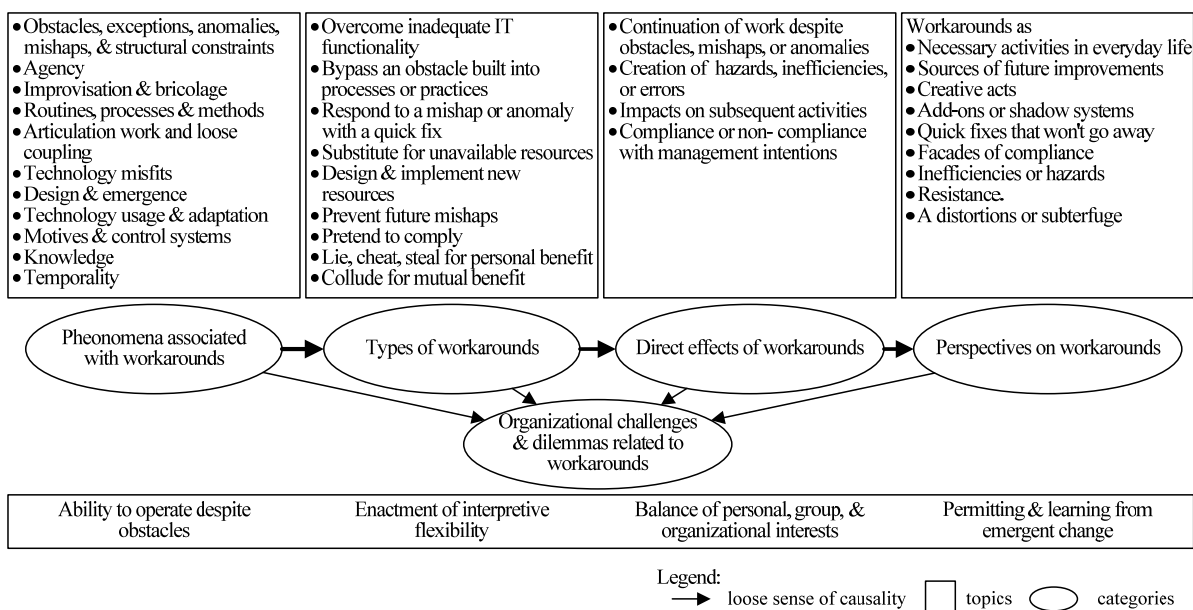 ● Obstacles, exceptions, anomalies,
mishaps, & structural constraints
● Agency
● Improvisation & bricolage
● Routines, processes & methods
● Articulation work and loose
coupling
● Technology misfits
● Design & emergence
● Technology usage & adaptation
● Motives & control systems
● Knowledge
● Temporality
● Overcome inadequate IT
functionality
● Bypass an obstacle built into
processes or practices
● Respond to a mishap or anomaly
with a quick fix
● Substitute for unavailable resources
● Design & implement new
resources
● Prevent future mishaps
● Pretend to comply
● Lie, cheat, steal for personal benefit
● Collude for mutual benefit
● Continuation of work despite
obstacles, mishaps, or anomalies
● Creation of hazards, inefficiencies,
or errors
● Impacts on subsequent activities
● Compliance or non- compliance
with management intentions
Workarounds as
● Necessary activities in everyday life
● Sources of future improvements
● Creative acts
● Add-ons or shadow systems
● Quick fixes that won't go away
● Facades of compliance
● Inefficiencies or hazards
● Resistance.
● A distortions or subterfuge
Pheonomena associated
with workarounds
Types of workarounds
Direct effects of workarounds
Perspectives on workarounds
Organizational challenges
& dilemmas related to
workarounds
Ability to operate despite
obstacles
Enactment of interpretive
flexibility
Balance of personal, group, &
organizational interests
Permitting & learning from
emergent change
Legend:
loose sense of causality
topics
categories